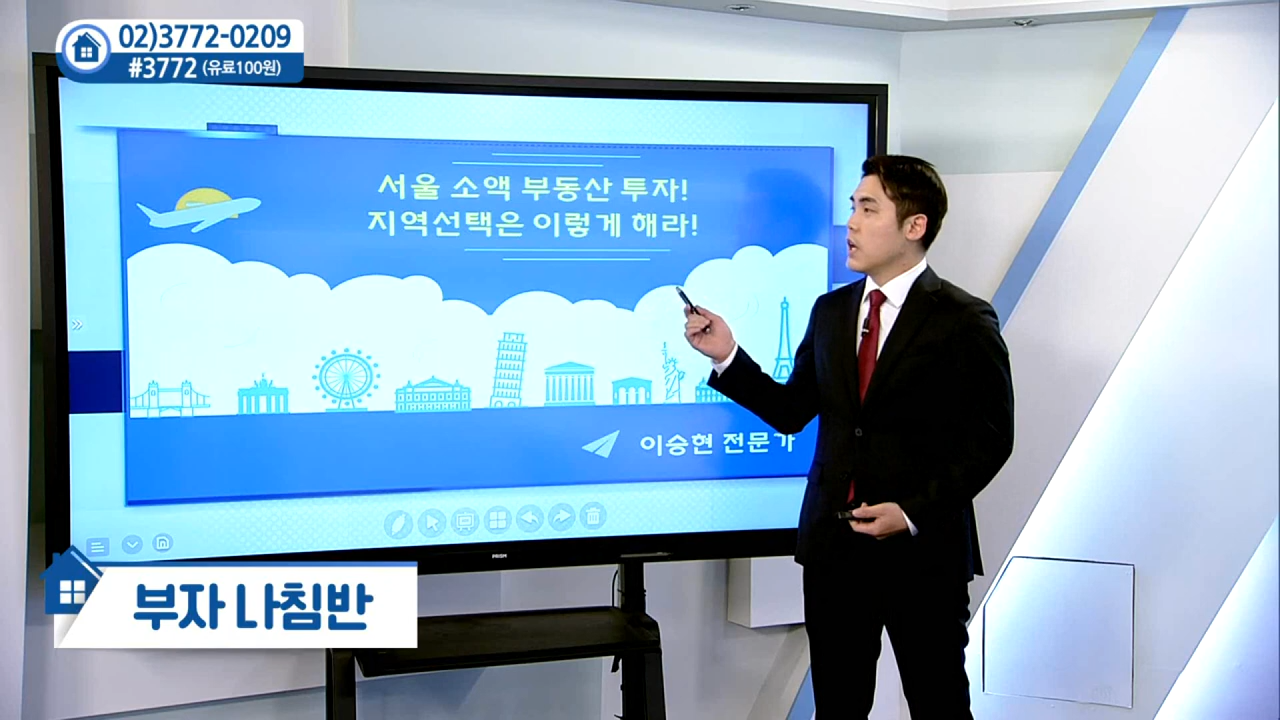 02)3772-0209
#3772 (유료100원)
서울 소액 부동산 투자!
지역선택은 이렇게 해라!
이승현 전문가
PRISM
부자 나침반